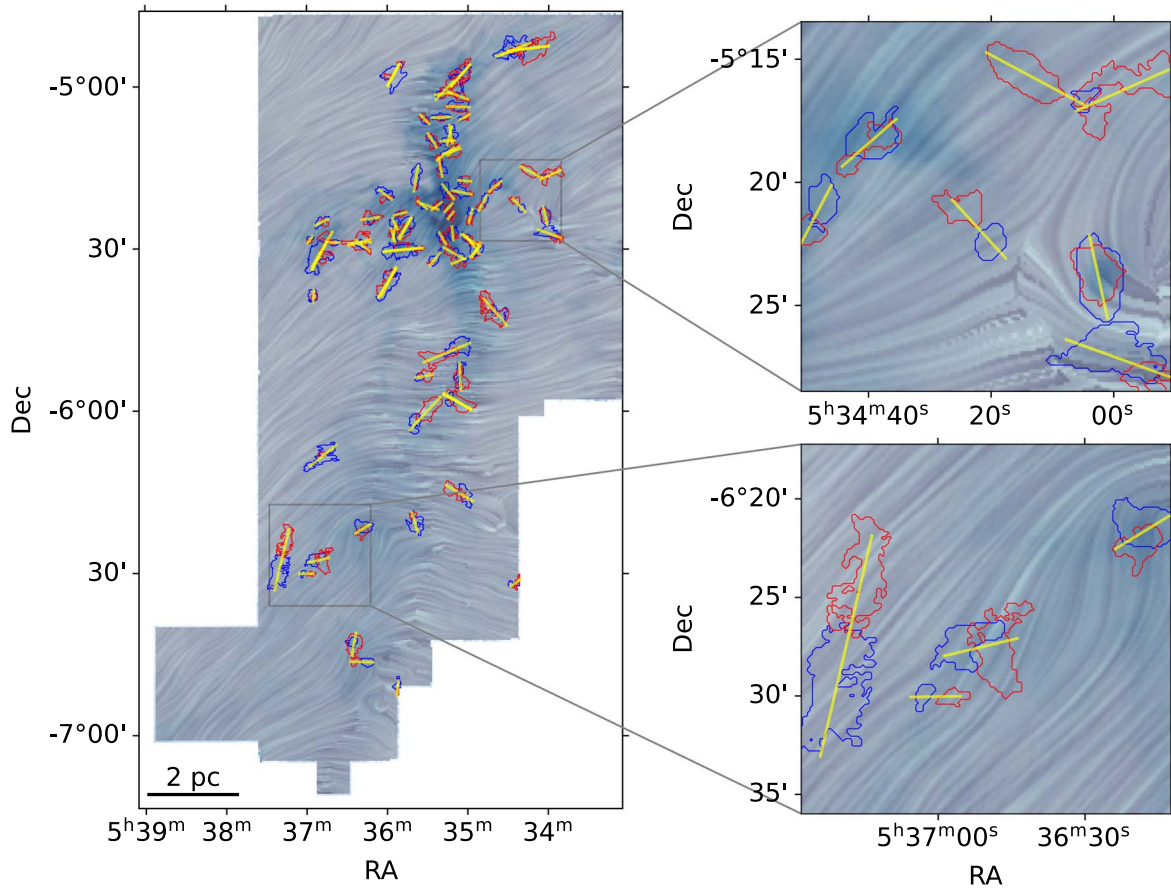 -5°00'
30'
-6°00'
30'
-7°00'
Dec
2 pc
5ʰ39ᵐ 38ᵐ 37ᵐ 36ᵐ 35ᵐ 34ᵐ
RA
-5°15'
20'
25'
Dec
5ʰ34ᵐ40ˢ 20ˢ 00ˢ
-6°20'
25'
30'
35'
Dec
5ʰ37ᵐ00ˢ 36ᵐ30ˢ
RA